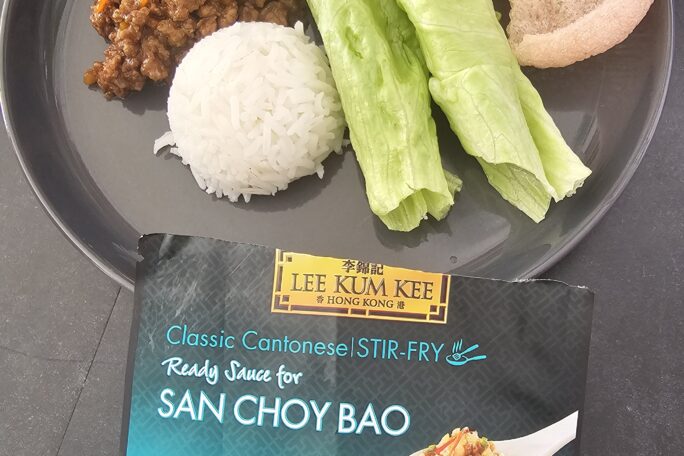 李錦記
LEE KUM KEE
香 HONG KONG 港
Classic Cantonese | STIR-FRY
Ready Sauce for
SAN CHOY BAO